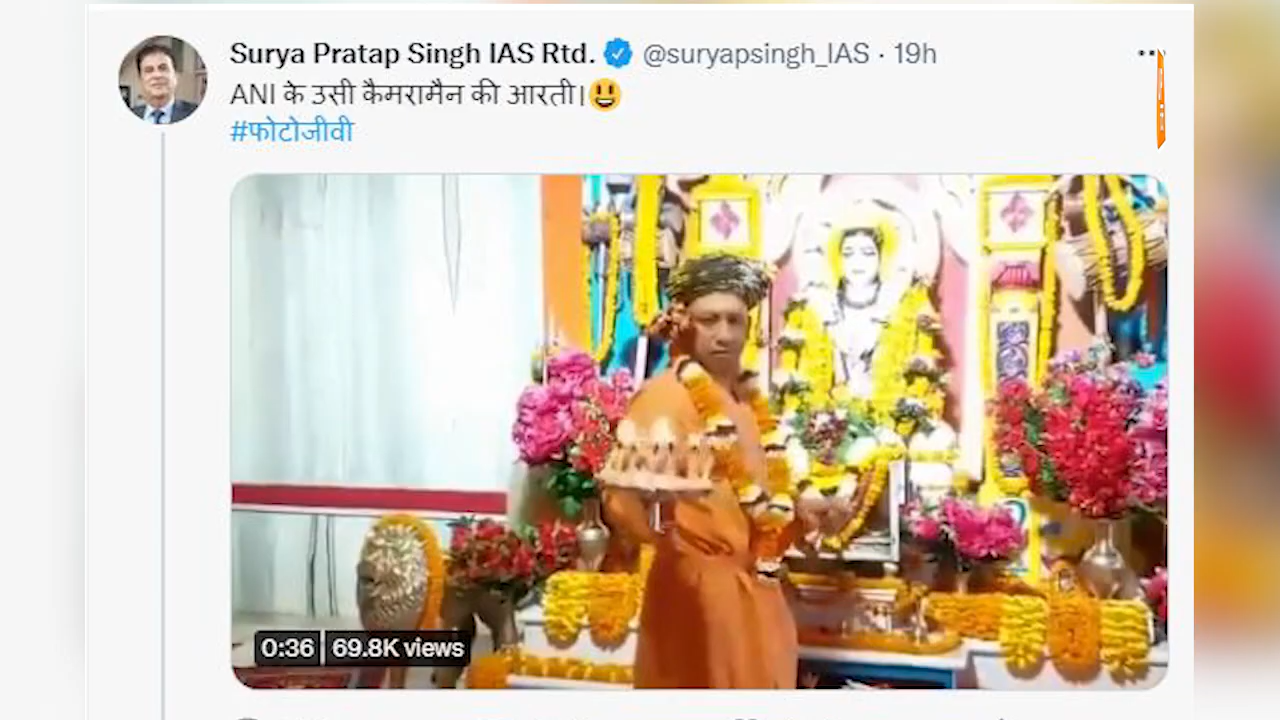 Surya Pratap Singh IAS Rtd. @suryapsingh_IAS · 19h
ANI के उसी कैमरामैन की आरती।😃
#फोटोजीवी
0:36 69.8K views